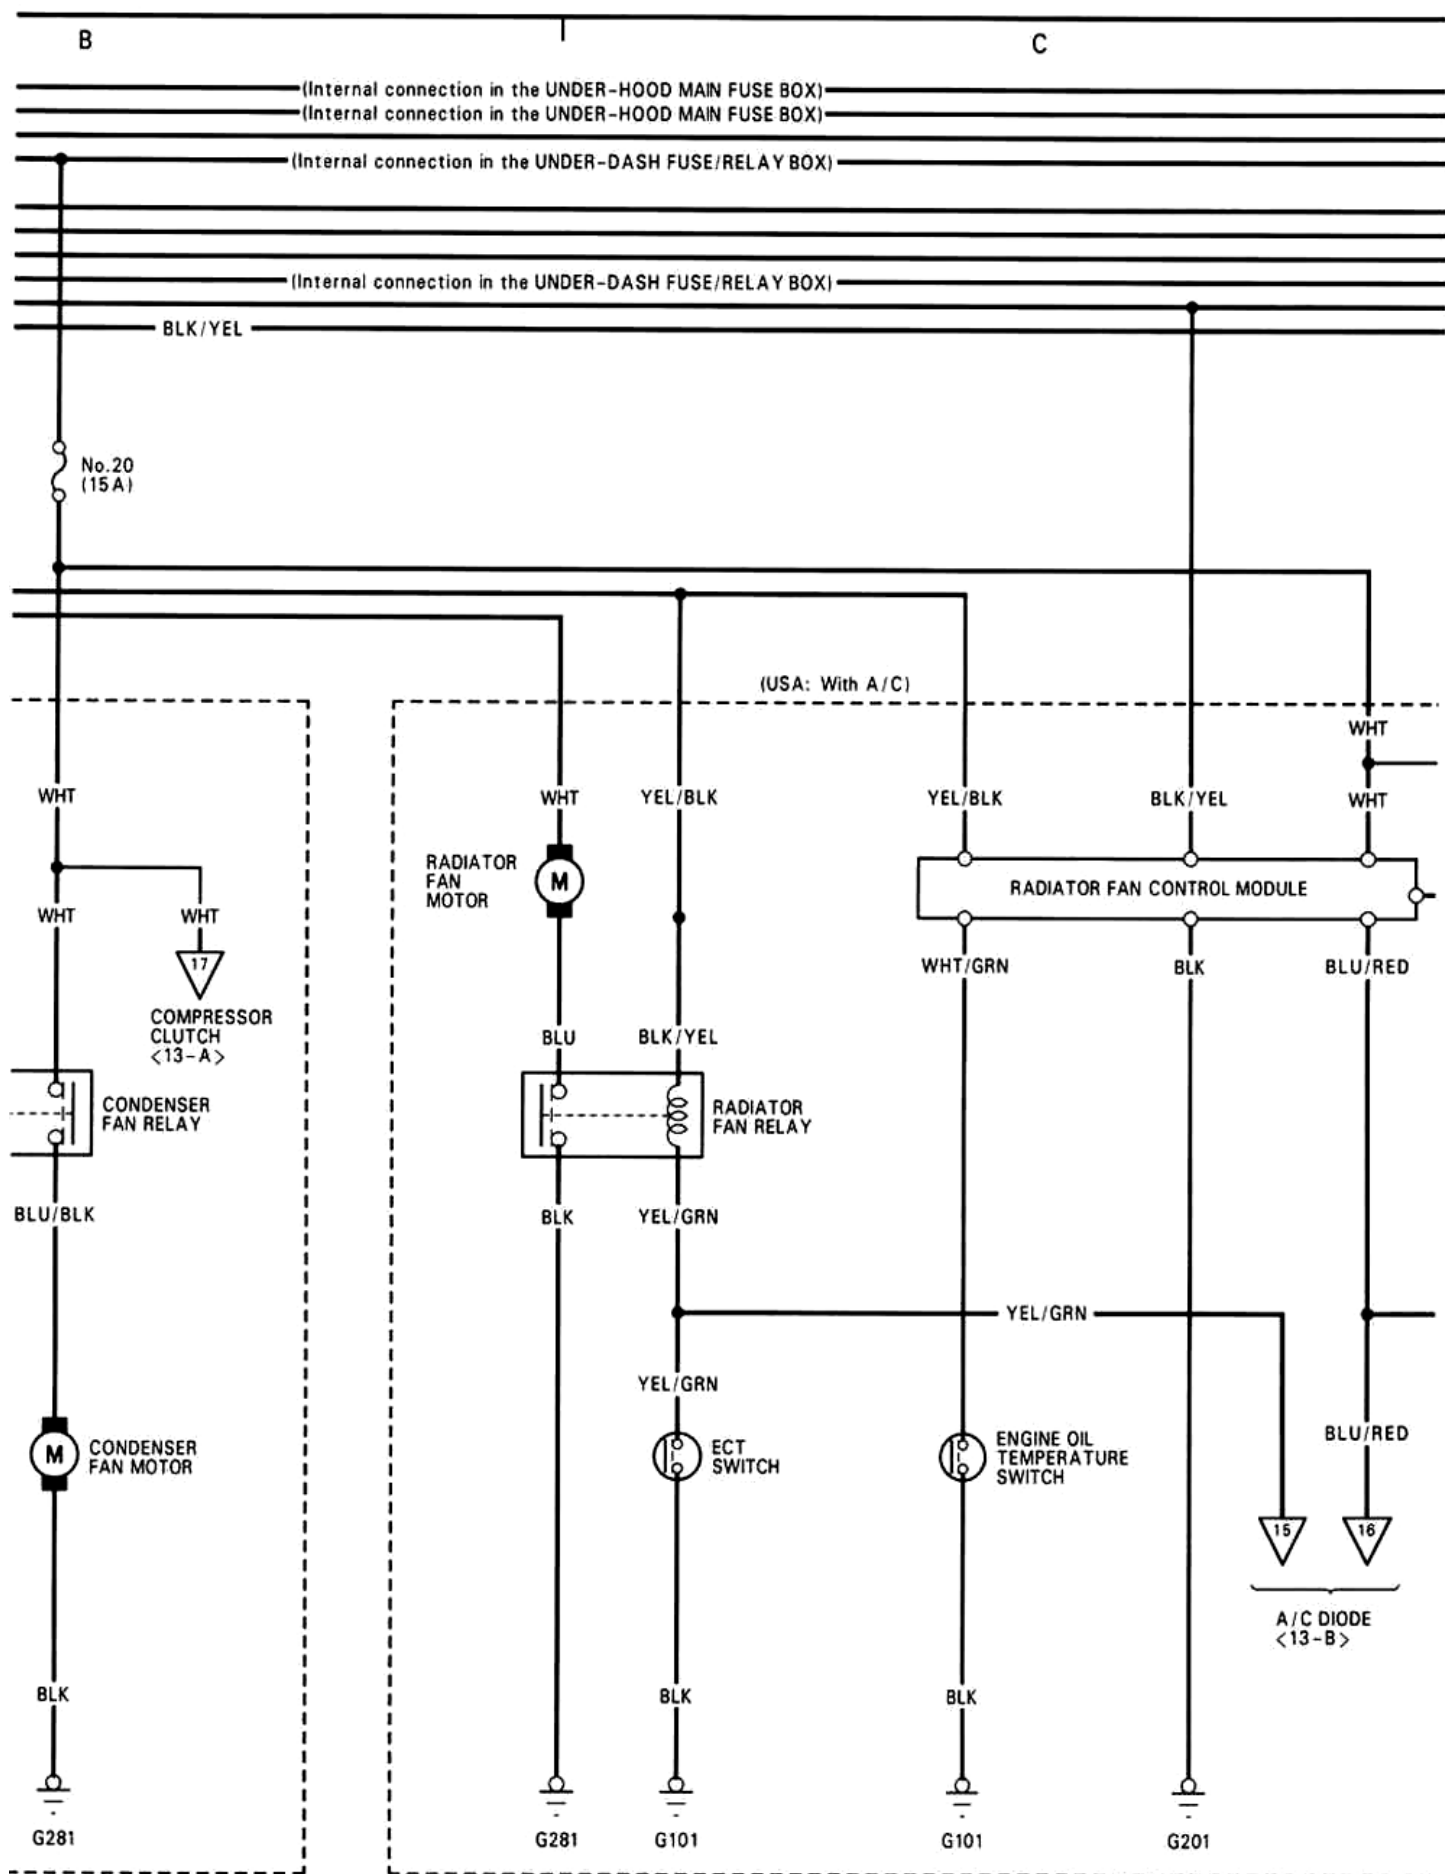 B
C
(Internal connection in the UNDER-HOOD MAIN FUSE BOX)
(Internal connection in the UNDER-HOOD MAIN FUSE BOX)
(Internal connection in the UNDER-DASH FUSE/RELAY BOX)
(Internal connection in the UNDER-DASH FUSE/RELAY BOX)
BLK/YEL
No.20
(15A)
(USA: With A/C)
WHT
WHT
WHT
YEL/BLK
YEL/BLK
BLK/YEL
WHT
RADIATOR
FAN
MOTOR
M
RADIATOR FAN CONTROL MODULE
WHT
WHT
17
COMPRESSOR
CLUTCH
<13-A>
WHT/GRN
BLK
BLU/RED
BLU
BLK/YEL
CONDENSER
FAN RELAY
RADIATOR
FAN RELAY
BLU/BLK
BLK
YEL/GRN
YEL/GRN
YEL/GRN
M
CONDENSER
FAN MOTOR
ECT
SWITCH
ENGINE OIL
TEMPERATURE
SWITCH
BLU/RED
15
16
A/C DIODE
<13-B>
BLK
BLK
BLK
G281
G281
G101
G101
G201